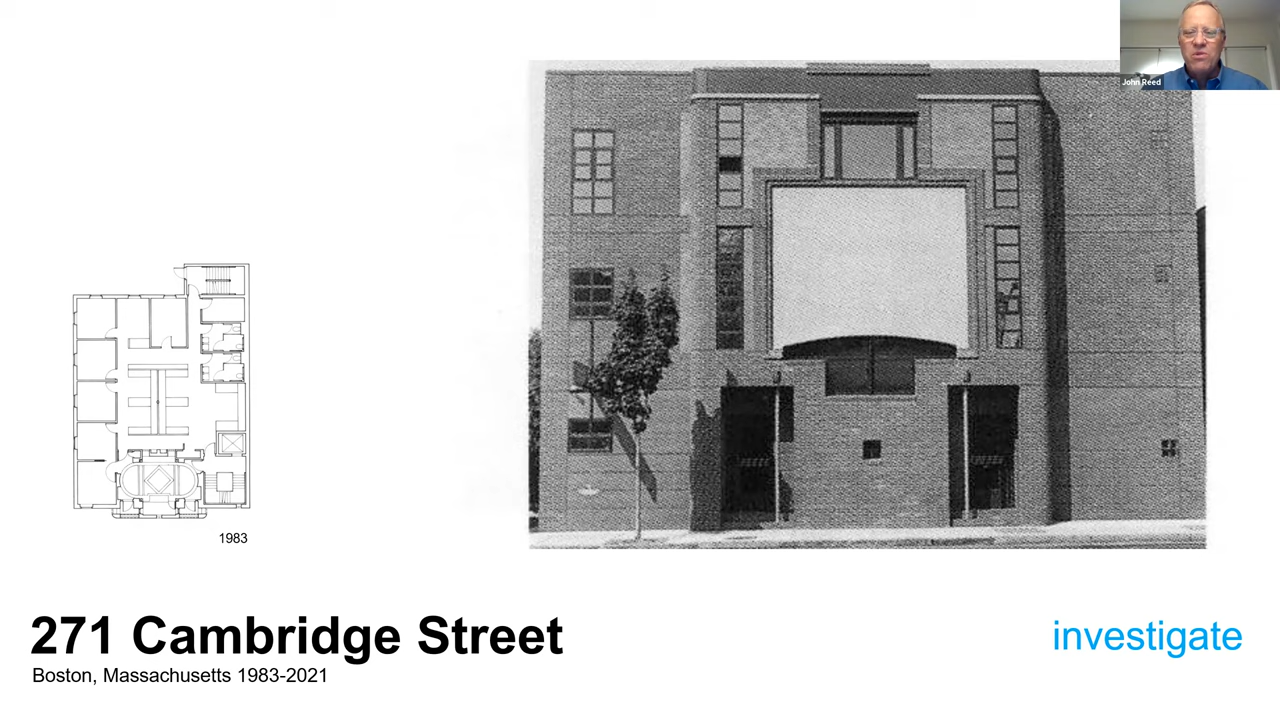 John Reed
1983
271 Cambridge Street
Boston, Massachusetts 1983-2021
investigate